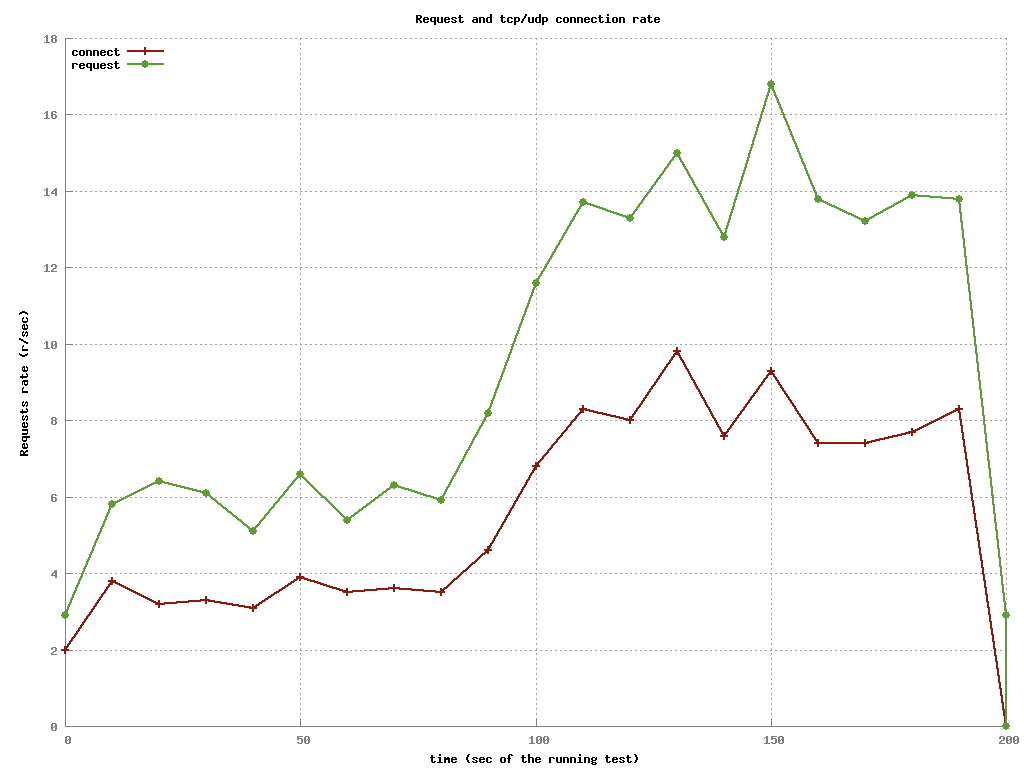 Request and tcp/udp connection rate
18
connect
request
16
14
12
10
Requests rate (r/sec)
8
6
4
2
0
0 50 100 150 200
time (sec of the running test)